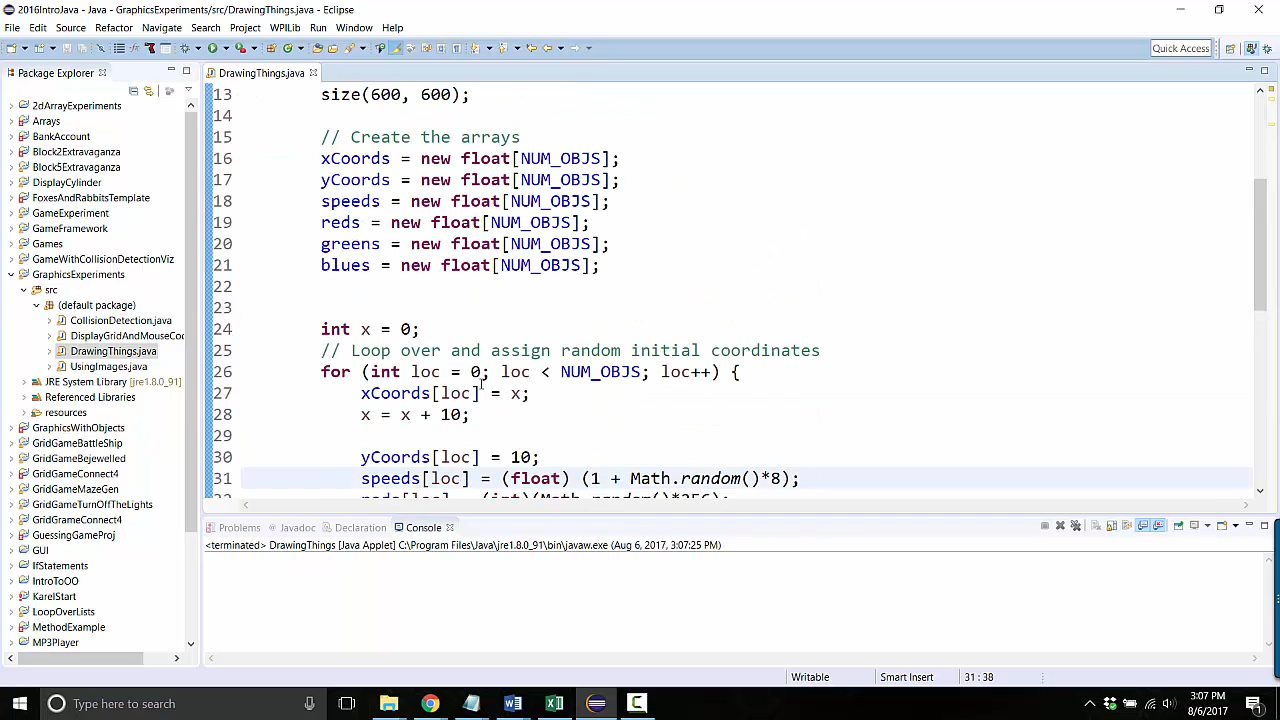 2016IntroJava - Java - GraphicsExperiments/src/DrawingThings.java - Eclipse
File Edit Source Refactor Navigate Search Project WPILib Run Window Help
Quick Access
Package Explorer
DrawingThings.java
2dArrayExperiments
Arrays
BankAccount
Block2Extravaganza
Block5Extravaganza
DisplayCylinder
FoxesAndRabbitsTemplate
GameExperiment
GameFramework
Games
GameWithCollisionDetectionViz
GraphicsExperiments
src
(default package)
CollisionDetection.java
DisplayGridAndMouseCoo
DrawingThings.java
UsingImages.java
JRE System Library [jre1.8.0_91]
Referenced Libraries
resources
GraphicsWithObjects
GridGameBattleShip
GridGameBejewelled
GridGameConnect4
GridGameMazeGen
GridGameTurnOffTheLights
GridGrameConnect4
GuessingGameProj
GUI
IfStatements
IntroToOO
KarelStart
LoopOverLists
MethodExample
MP3Player
13 size(600, 600);
14
15 // Create the arrays
16 xCoords = new float[NUM_OBJS];
17 yCoords = new float[NUM_OBJS];
18 speeds = new float[NUM_OBJS];
19 reds = new float[NUM_OBJS];
20 greens = new float[NUM_OBJS];
21 blues = new float[NUM_OBJS];
22
23
24 int x = 0;
25 // Loop over and assign random initial coordinates
26 for (int loc = 0; loc < NUM_OBJS; loc++) {
27 xCoords[loc] = x;
28 x = x + 10;
29
30 yCoords[loc] = 10;
31 speeds[loc] = (float) (1 + Math.random()*8);
Problems Javadoc Declaration Console
<terminated> DrawingThings [Java Applet] C:\Program Files\Java\jre1.8.0_91\bin\javaw.exe (Aug 6, 2017, 3:07:25 PM)
Writable Smart Insert 31 : 38
Type here to search
3:07 PM
8/6/2017